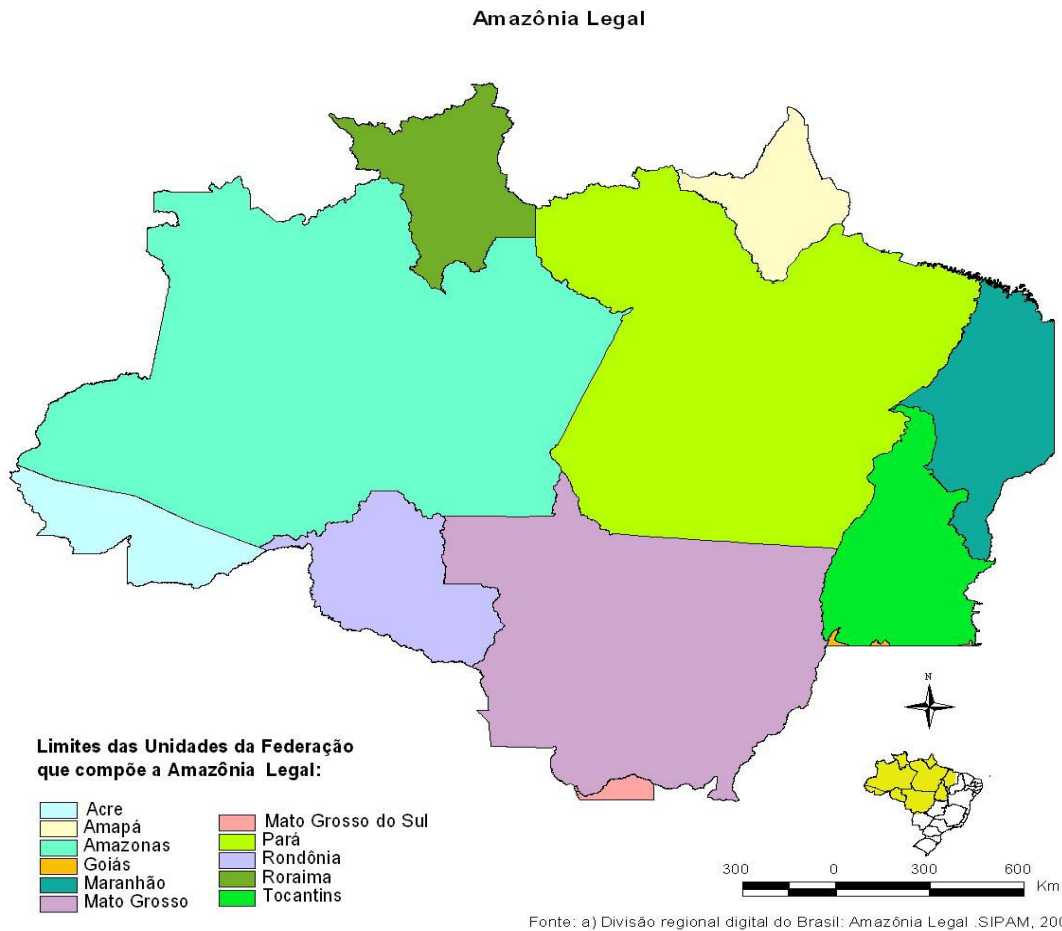 Amazônia Legal
N
Limites das Unidades da Federação
que compõe a Amazônia Legal:
Acre
Amapá
Amazonas
Goiás
Maranhão
Mato Grosso
Mato Grosso do Sul
Pará
Rondônia
Roraima
Tocantins
300 0 300 600
Km
Fonte: a) Divisão regional digital do Brasil: Amazônia Legal .SIPAM,